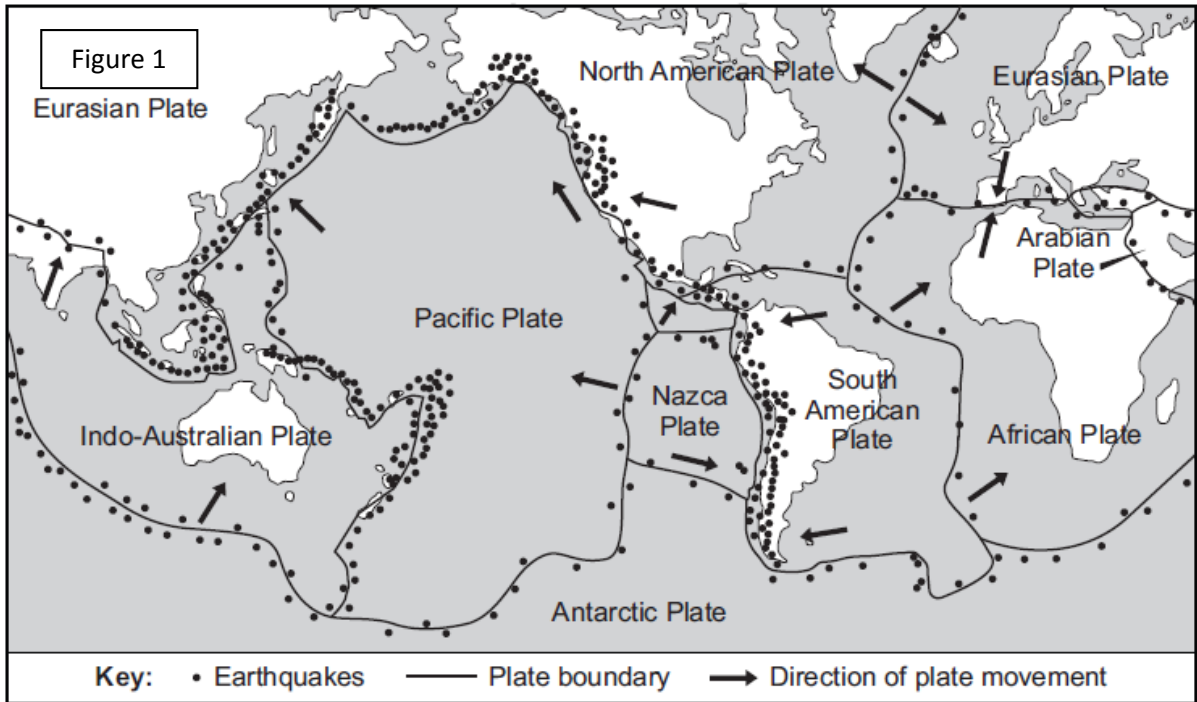 Figure 1
Eurasian Plate
North American Plate
Eurasian Plate
Arabian
Plate
Pacific Plate
Nazca
Plate
South
American
Plate
Indo-Australian Plate
African Plate
Antarctic Plate
Key: • Earthquakes Plate boundary Direction of plate movement